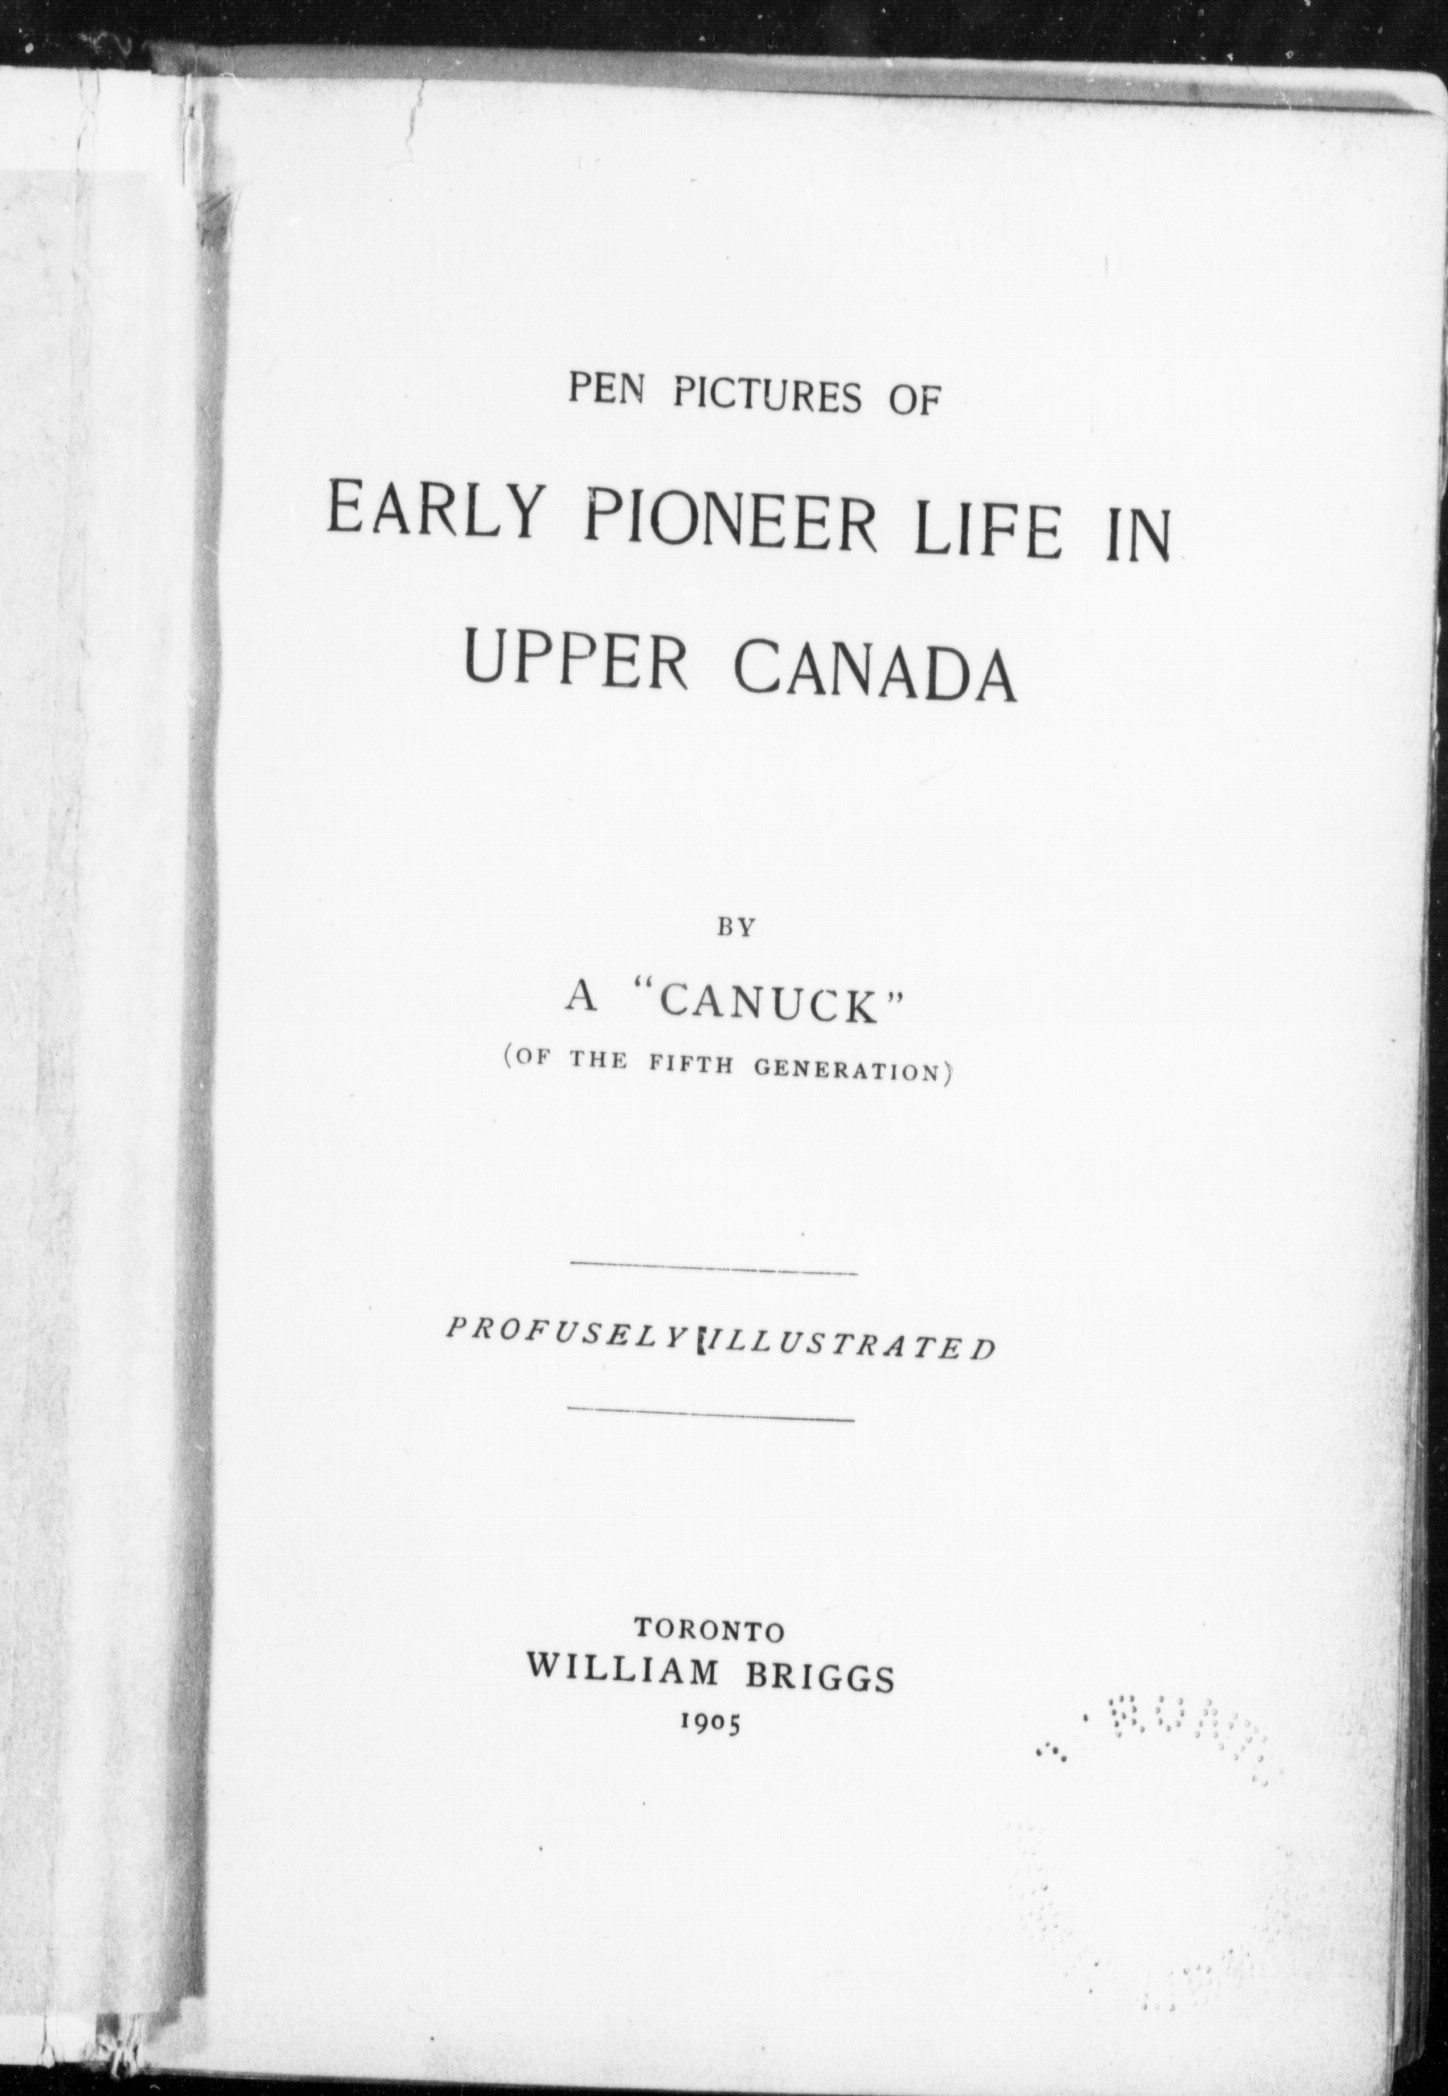 PEN PICTURES OF
EARLY PIONEER LIFE IN
UPPER CANADA
BY
A “CANUCK”
(OF THE FIFTH GENERATION)
PROFUSELY ILLUSTRATED
TORONTO
WILLIAM BRIGGS
1905